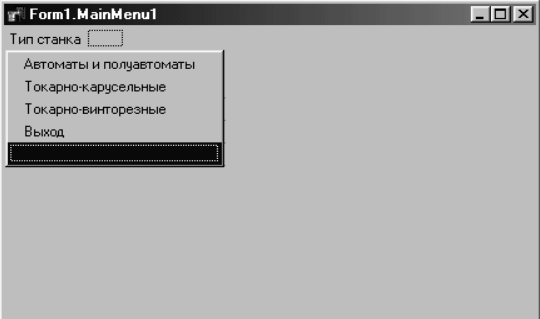 Form1.MainMenu1
Тип станка
Автоматы и полуавтоматы
Токарно-карусельные
Токарно-винторезные
Выход